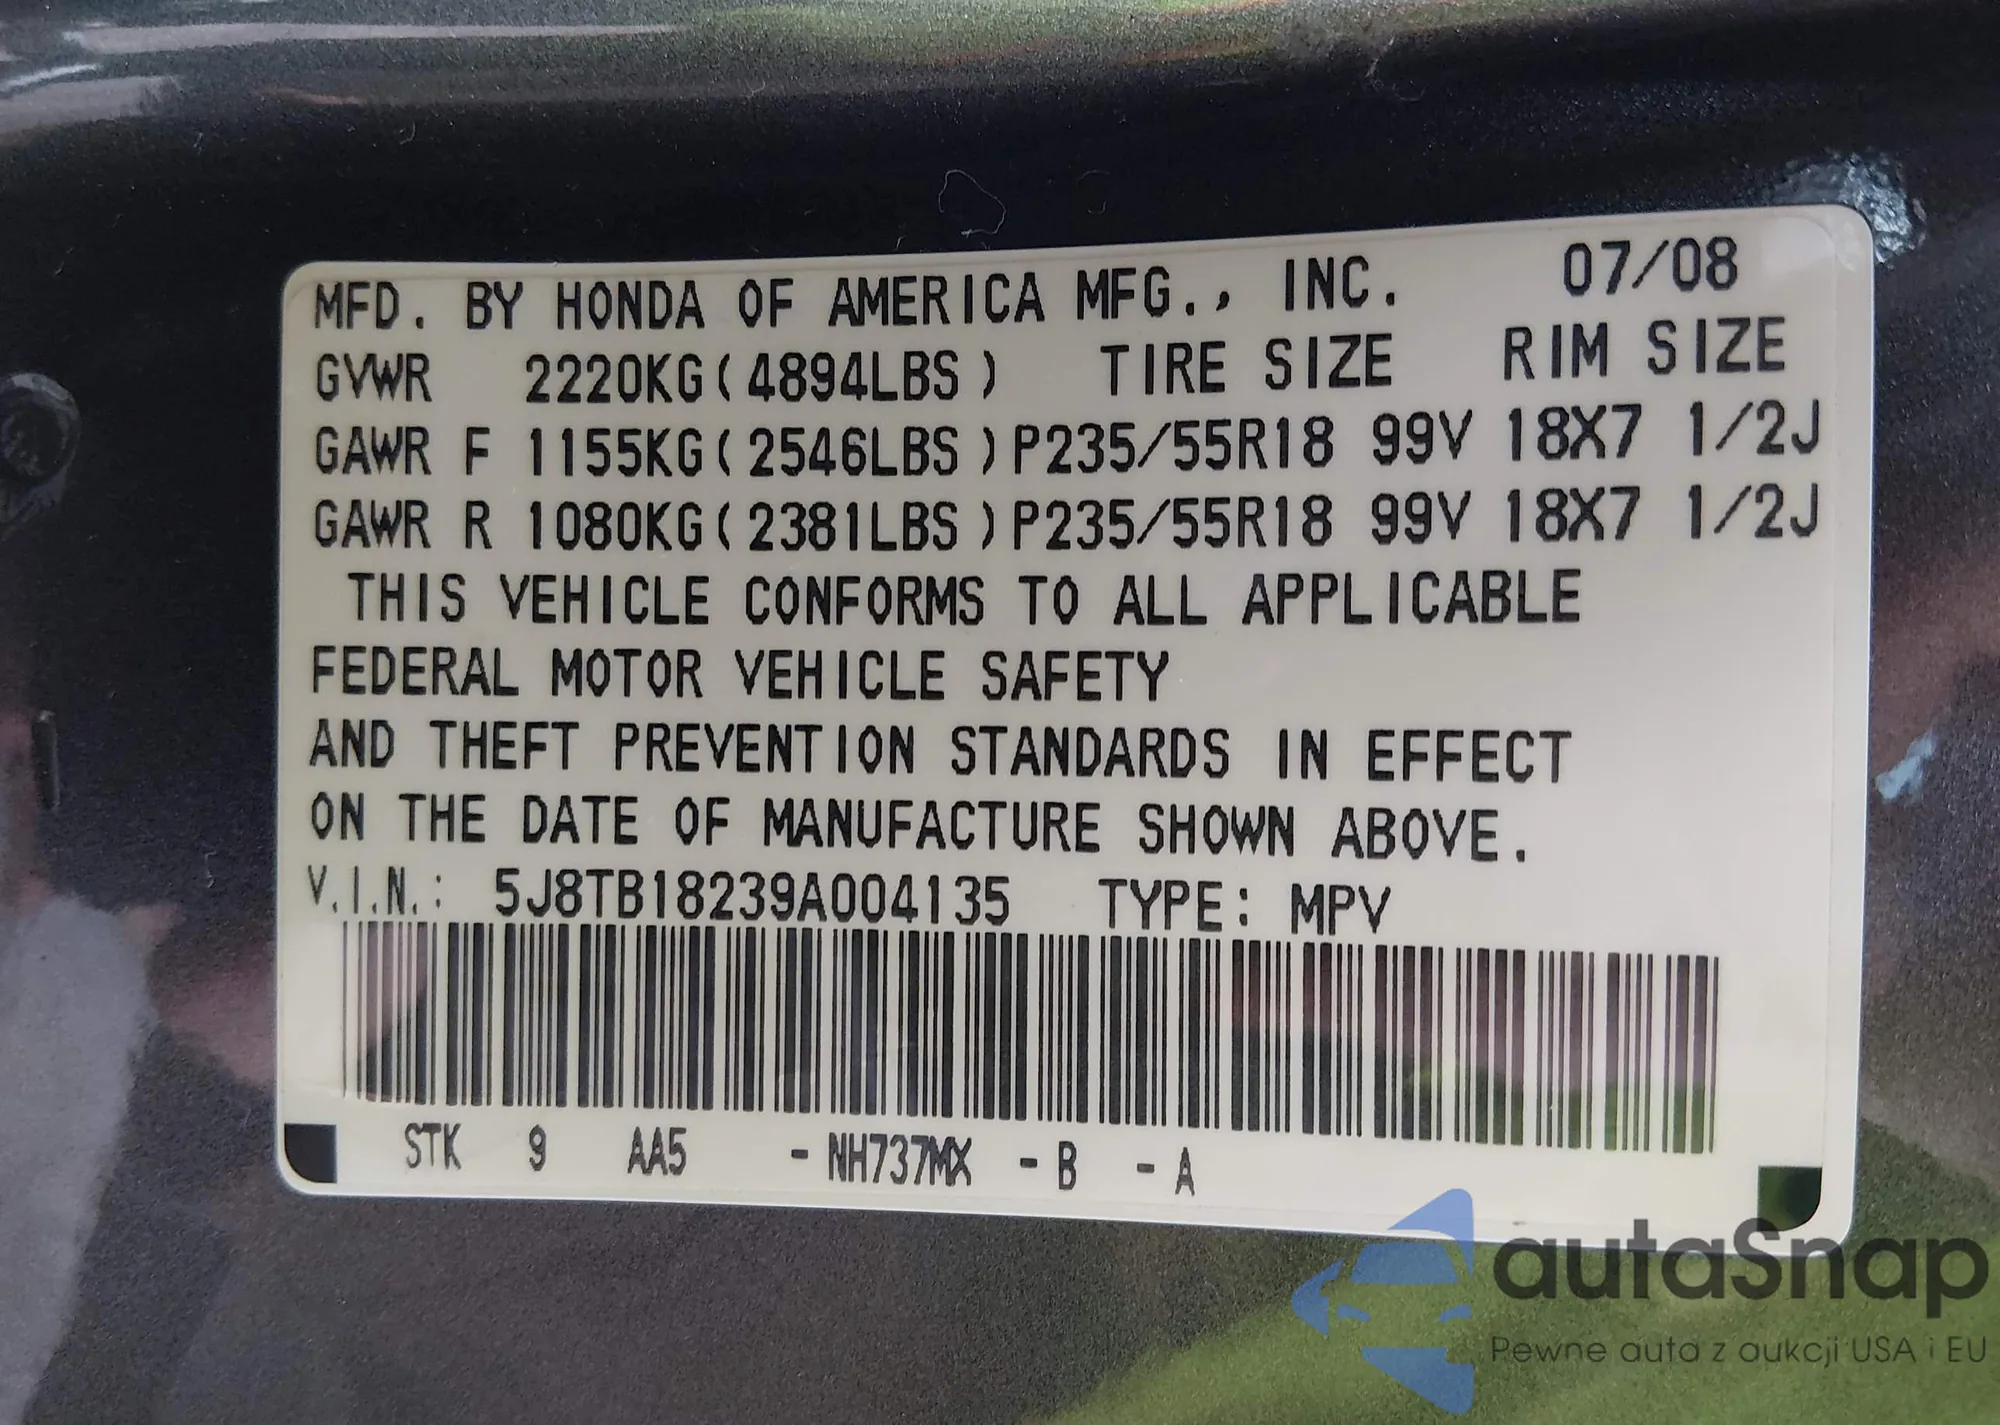 MFD. BY HONDA OF AMERICA MFG., INC. 07/08
GVWR 2220KG(4894LBS) TIRE SIZE RIM SIZE
GAWR F 1155KG(2546LBS)P235/55R18 99V 18X7 1/2J
GAWR R 1080KG(2381LBS)P235/55R18 99V 18X7 1/2J
THIS VEHICLE CONFORMS TO ALL APPLICABLE
FEDERAL MOTOR VEHICLE SAFETY
AND THEFT PREVENTION STANDARDS IN EFFECT
ON THE DATE OF MANUFACTURE SHOWN ABOVE.
V.I.N.: 5J8TB18239A004135 TYPE: MPV
STK 9 AA5 -NH737MX -B -A
autaSnap
Pewne auta z aukcji USA i EU